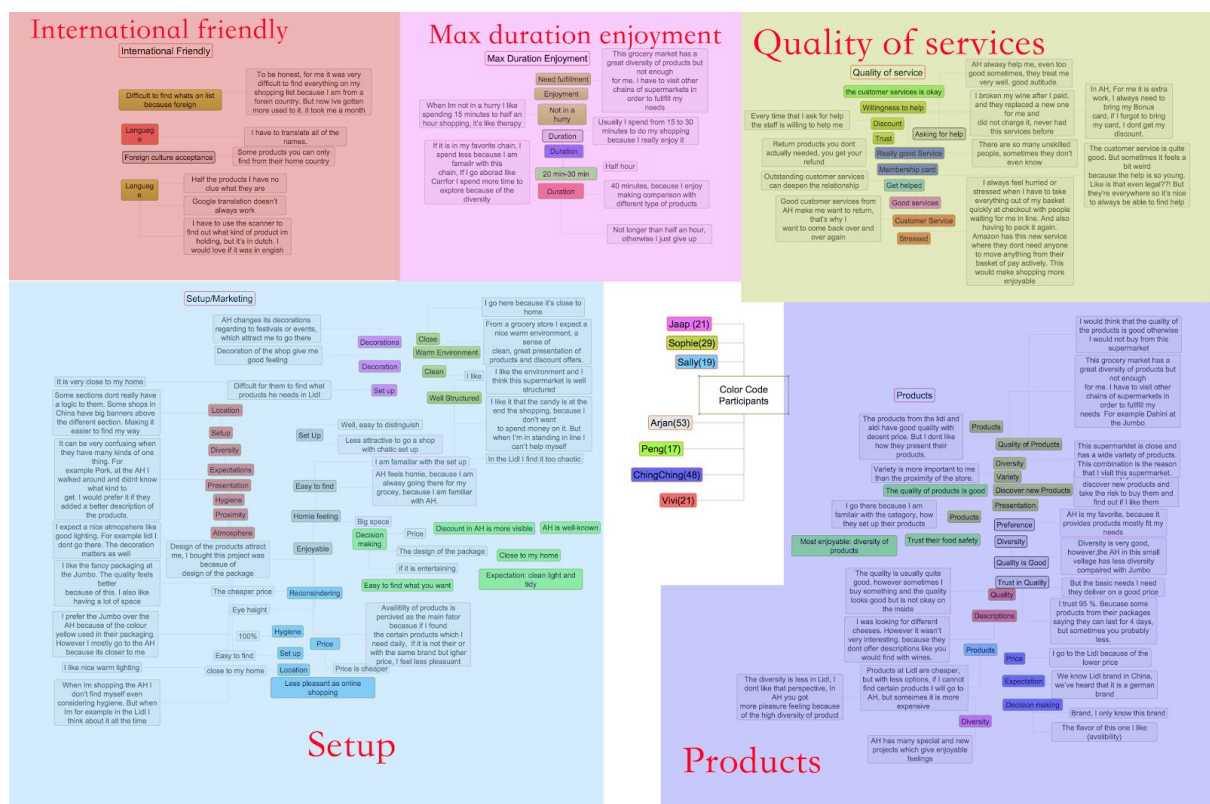 International friendly
International Friendly
To be honest, for me it was very
difficult to find everything on my
shopping list because I am from a
forein country. But now Ive gotten
more used to it. it took me a month
Difficult to find whats on list
because foreign
Languag
e
I have to translate all of the
names.
Foreign culture acceptance
Some products you can only
find from their home country
Languag
e
Half the products I have no
clue what they are
Google translation doesn't
always work
I have to use the scanner to
find out what kind of product im
holding, but it's in dutch. I
would love if it was in engish
Max duration enjoyment
Max Duration Enjoyment
This grocery market has a
great diversity of products but
not enough
for me. I have to visit other
chains of supermarkets in
order to fullfill my
needs
Need fulfillment
Enjoyment
Not in a
hurry
Duration
Duration
20 min-30 min
Duration
When Im not in a hurry I like
spending 15 minutes to half an
hour shopping, it's like therapy
Usually I spend from 15 to 30
minutes to do my shopping
because I really enjoy it
If it is in my favorite chain, I
spend less because I am
famailr with this
chain, if i go aborad like
Carrfor I spend more time to
explore because of the
diversity
Half hour
40 minutes, because I enjoy
making comparison with
different type of products
Not longer than half an hour,
otherwise I just give up
Quality of services
Quality of service
the customer services is okay
Willingness to help
Discount
Trust
Asking for help
Really good Service
Membership card
Get helped
Good services
Customer Service
Stressed
AH alwasy help me, even too
good sometimes, they treat me
very well. good autitude.
I broken my wine after I paid,
and they replaced a new one
for me and
did not charge it, never had
this services before
In AH, For me it is extra
work, I always need to
bring my Bonus
card, if I forgot to bring
my card, I dont get my
discount.
Every time that I ask for help
the staff is willing to help me
Return products you dont
actually needed, you get your
refund
There are so many unskilled
people, sometimes they don't
even know
Outstanding customer services
can deepen the relationship
The customer service is quite
good. But sometimes it feels a
bit weird
because the help is so young.
Like is that even legal??! But
they're everywhere so it's nice
to always be able to find help
Good customer services from
AH make me want to return,
that's why I
want to come back over and
over again
I always feel hurried or
stressed when I have to take
everything out of my basket
quickly at checkout with people
waiting for me in line. And also
having to pack it again.
Amazon has this new service
where they dont need anyone
to move anything from their
basket of pay actively. This
would make shopping more
enjoyable
Setup/Marketing
AH changes its decorations
regarding to festivals or events,
which attract me to go there
Decoration of the shop give me
good feeling
Decorations
Decoration
Set up
Close
Warm Environment
Clean
Well Structured
I go here because it's close to
home
From a grocery store I expect a
nice warm environment, a
sense of
clean, great presentation of
products and discount offers.
I like
I like the environment and I
think this supermarket is well
structured
I like it that the candy is at the
end the shopping, because I
don't want
to spend money on it. But
when I'm standing in line I
can't help myself
In the Lidl I find it too chaotic
It is very close to my home
Diffcult for them to find what
products he needs in Lidl
Some sections dont really have
a logic to them. Some shops in
China have big banners above
the different section. Making it
easier to find my way
It can be very confusing when
they have many kinds of one
thing. For
example Pork, at the AH I
walked around and didnt know
what kind to
get. I would prefer it if they
added a better description of
the products.
I expect a nice atmopshere like
good lighting. For example lidl I
dont go there. The decoration
matters as well
I like the fancy packaging at
the Jumbo. The quality feels
better
because of this. I also like
having a lot of space
I prefer the Jumbo over the
AH because of the colour
yellow used in their packaging.
However I mostly go to the AH
because its closer to me
I like nice warm lighting
When Im shopping the AH I
don't find myself even
considering hygiene. But when
Im for example in the Lidl I
think about it all the time
Location
Setup
Diversity
Expectations
Presentation
Hygiene
Proximity
Atmosphere
Set Up
Well, easy to distinguish
Less attractive to go a shop
with chatic set up
Easy to find
I am famailar with the set up
Homie feeling
AH feels homie, because I am
alwasy going there for my
grocey, because I am familiar
with AH.
Enjoyable
Big space
Decision
making
Price
Discount in AH is more visible
AH is well-known
The design of the package
Close to my home
if it is entertaining
Expectation: clean light and
tidy
Easy to find what you want
Design of the products attract
me, I bought this project was
becasue of
design of the package
The cheaper price
Reconsindering
Eye height
100%
Hygiene
Easy to find
Set up
close to my home
Location
Price
Availitily of products is
percived as the main fator
becasue if I found
the certain products which I
need daily, if it is not their or
with the same brand but igher
price, I feel less pleasuant
Price is cheaper
Less pleasant as online
shopping
Setup
Jaap (21)
Sophie(29)
Sally(19)
Color Code
Participants
Arjan(53)
Peng(17)
ChingChing(48)
Vivi(21)
Products
I would think that the quality of
the products is good otherwise
I would not buy from this
supermarket
This grocery market has a
great diversity of products but
not enough
for me. I have to visit other
chains of supermarkets in
order to fullfill my
needs For example Dahini at
the Jumbo
The products from the lidl and
aldi have good quality with
decent price. But I dont like
how they present their
products.
Products
Quality of Products
Diversity
Variety
Discover new Products
Presentation
This supermarket is close and
has a wide variety of products.
This combination is the reason
that I visit this supermarket.
Variety is more important to me
than the proximity of the store.
The quality of products is good
discover new products and
take the risk to buy them and
find out if I like them
I go there because I am
famailair with the category, how
they set up their products
Products
Preference
AH is my favorite, because it
provides products mostly fit my
needs
Most enjoyable: diversity of
products
Trust their food safety
Diversity
Diversity is very good,
however,the AH in this small
vellage has less diversity
compaired with Jumbo
Quality is Good
Trust in Quality
But the basic needs I need
they deliver on a good price
The quality is usually quite
good, however sometimes I
buy something and the quality
looks good but is not okay on
the inside
Quality
Descriptions
I trust 95 %. Beucase some
products from their packages
saying they can last for 4 days,
but sometimes you probably
less.
I was looking for different
cheeses. However it wasn't
very interesting. because they
dont offer descriptions like you
would find with wines.
Products
Price
I go to the Lidl because of the
lower price
Products at Lidl are cheaper,
but with less options, if I cannot
find certain products I will go to
AH, but someimes it is more
expensive
Expectation
We know Lidl brand in China,
we've heard that it is a german
brand
The diversity is less in Lidl, I
dont like that perspective, In
AH you got
more pleasure feeling because
of the high diversity of product
Decision making
Brand, I only know this brand
The flavor of this one I like
(avalibility)
Diversity
AH has many special and new
projects which give enjoyable
feelings
Products